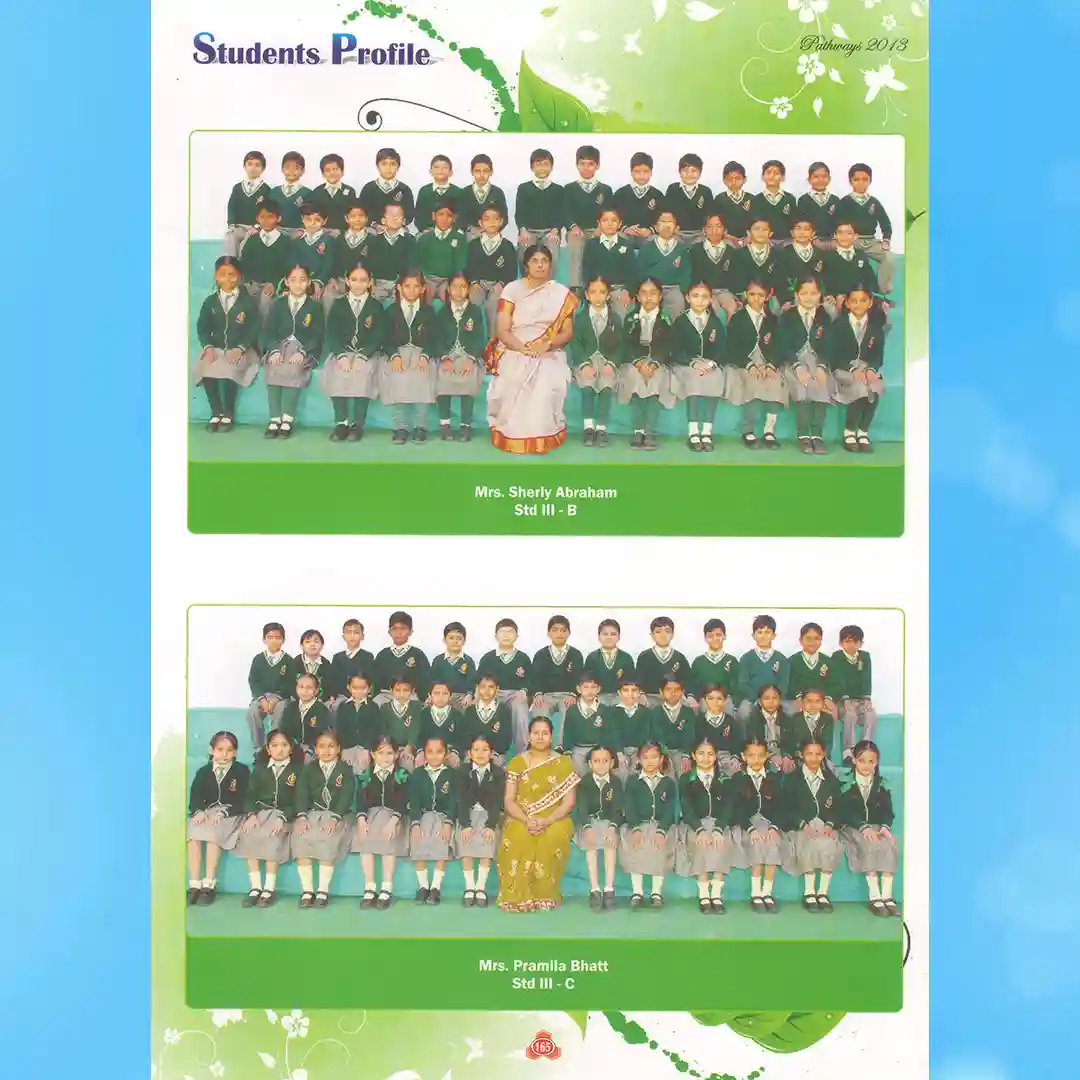 Students Profile
Pathways 2013
Mrs. Sherly Abraham
Std III - B
Mrs. Pramila Bhatt
Std III - C
165